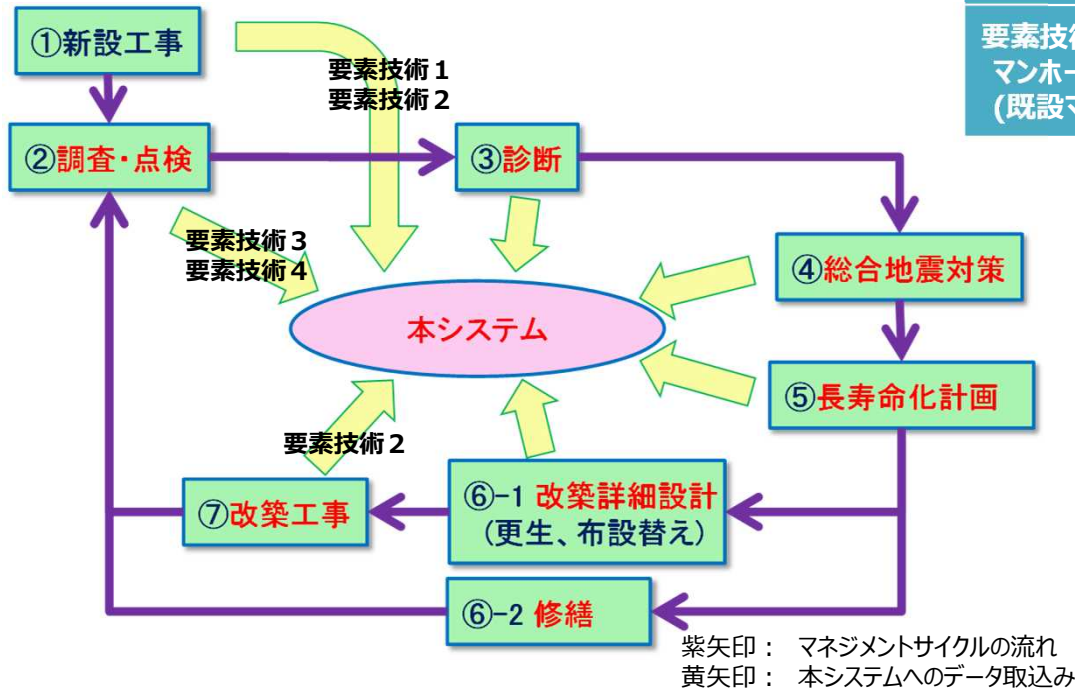 ①新設工事
要素技術
マンホー
(既設マ
要素技術１
要素技術２
②調査・点検
③診断
要素技術３
要素技術４
④総合地震対策
本システム
⑤長寿命化計画
要素技術２
⑥-1 改築詳細設計
(更生、布設替え)
⑦改築工事
⑥-2 修繕
紫矢印： マネジメントサイクルの流れ
黄矢印： 本システムへのデータ取込み